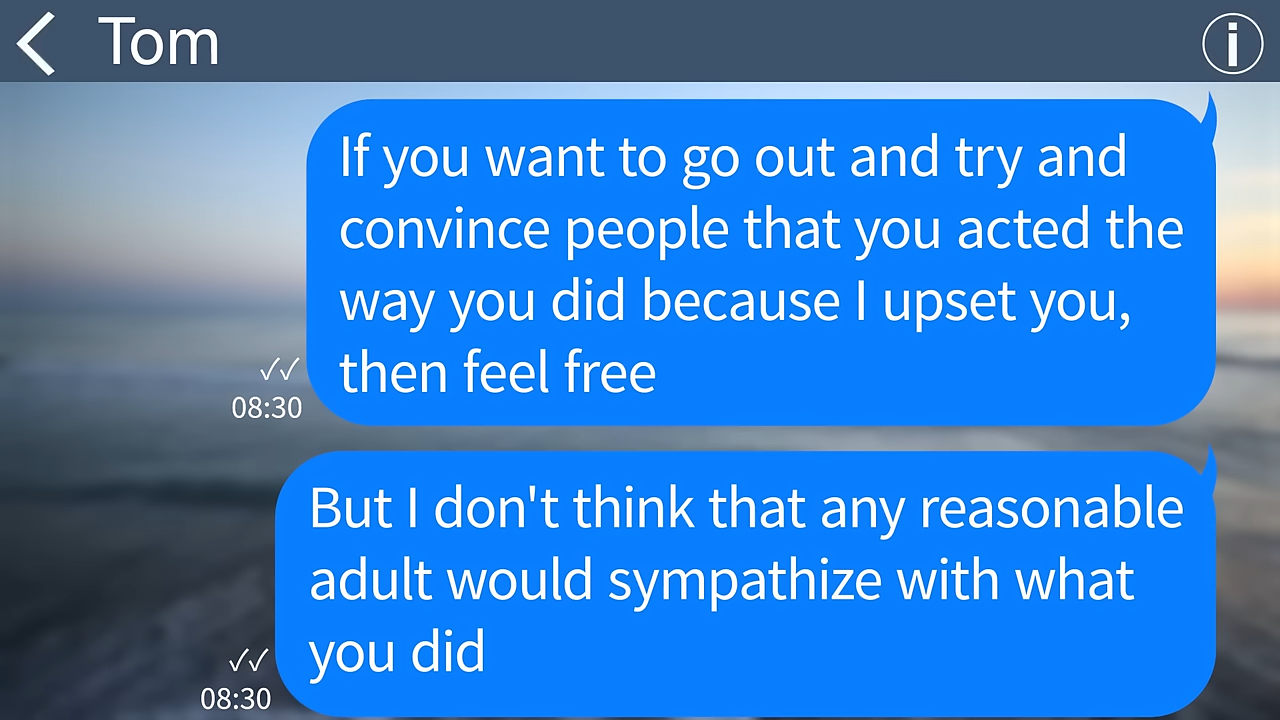 Tom
If you want to go out and try and
convince people that you acted the
way you did because I upset you,
then feel free
08:30
But I don't think that any reasonable
adult would sympathize with what
you did
08:30